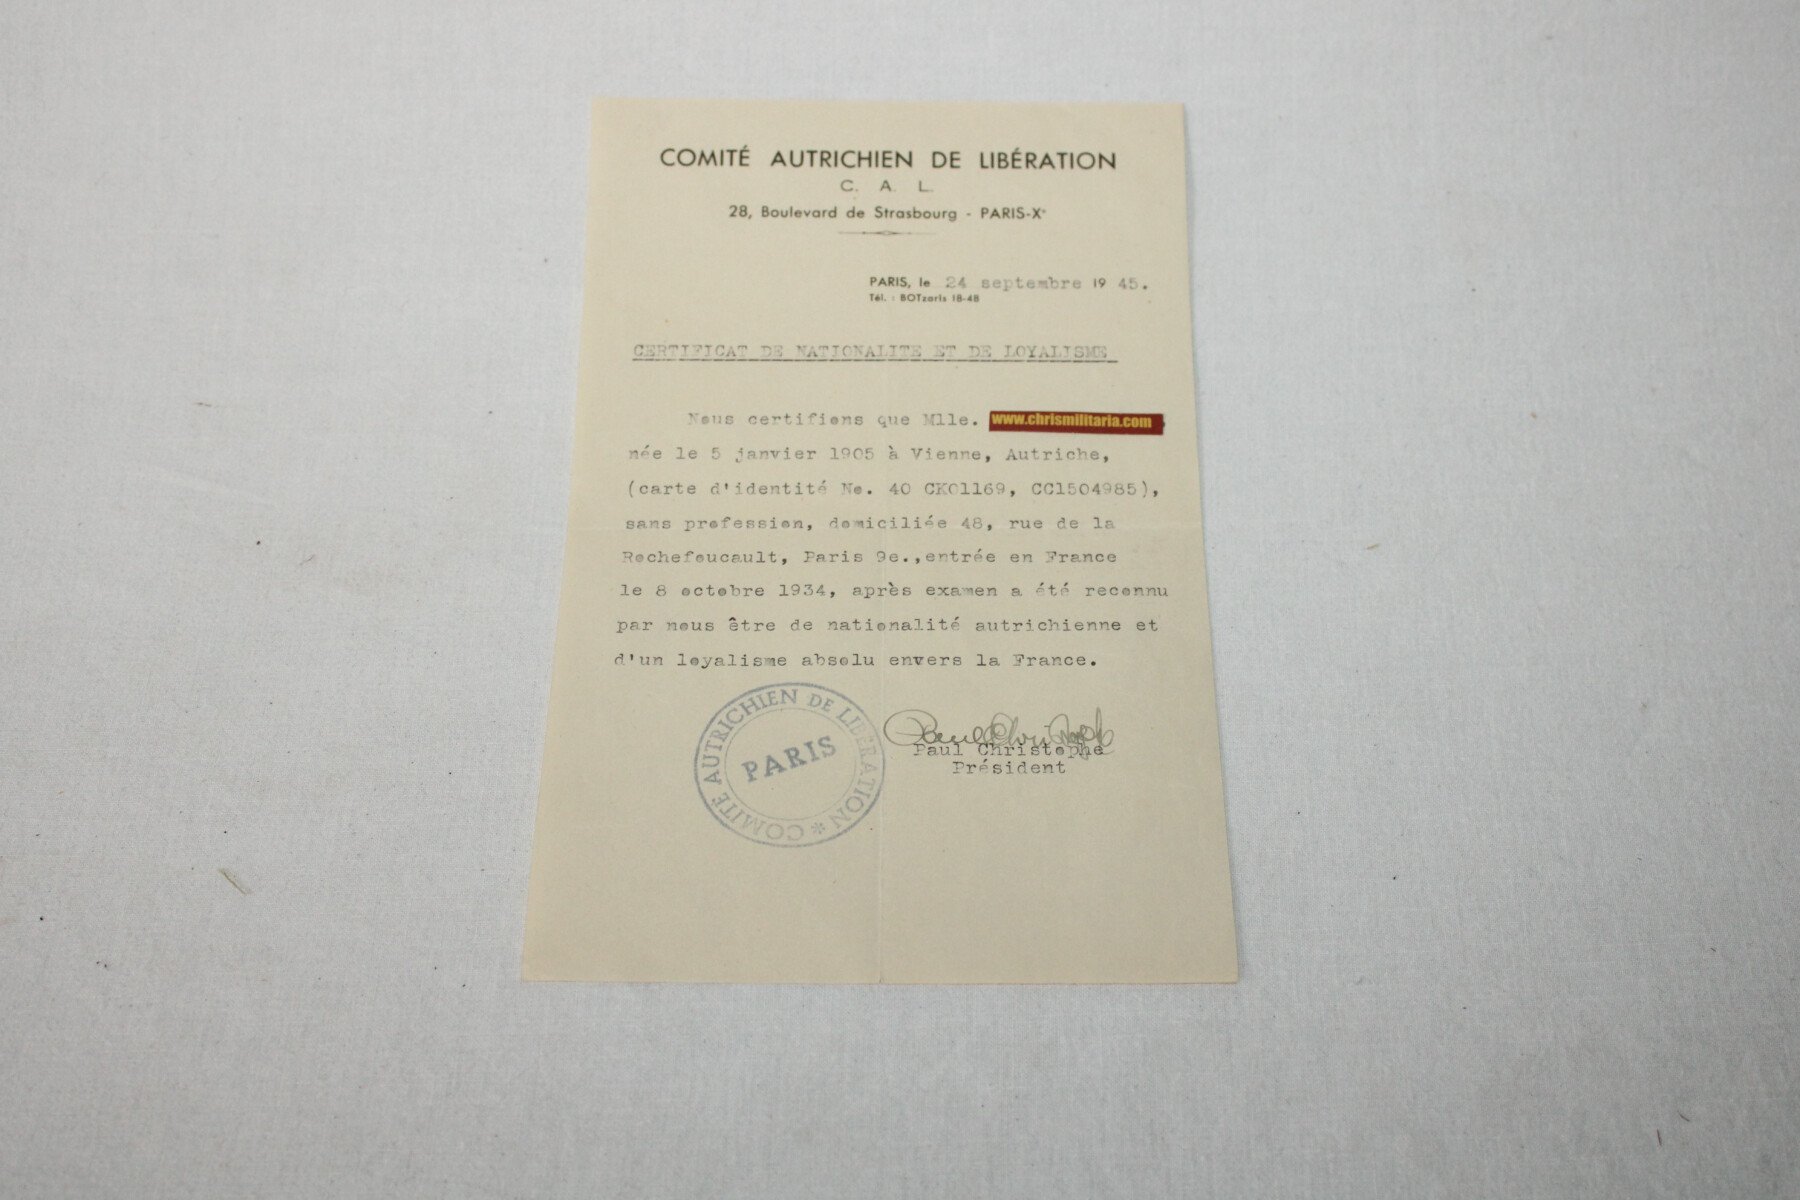 COMITÉ AUTRICHIEN DE LIBÉRATION
C. A. L.
28, Boulevard de Strasbourg - PARIS-Xe
PARIS, le 24 septembre 19 45.
Tél. : BOTzaris 18-48
CERTIFICAT DE NATIONALITE ET DE LOYALISME
Nous certifions que Mlle. www.chrismilitaria.com
née le 5 janvier 1905 à Vienne, Autriche,
(carte d'identité No. 40 CK01169, CC1504985),
sans profession, domiciliée 48, rue de la
Rochefoucault, Paris 9e.,entrée en France
le 8 octobre 1934, après examen a été reconnu
par nous être de nationalité autrichienne et
d'un loyalisme absolu envers la France.
COMITÉ AUTRICHIEN DE LIBÉRATION *
PARIS
Paul Christophe
Paul Christophe
Président